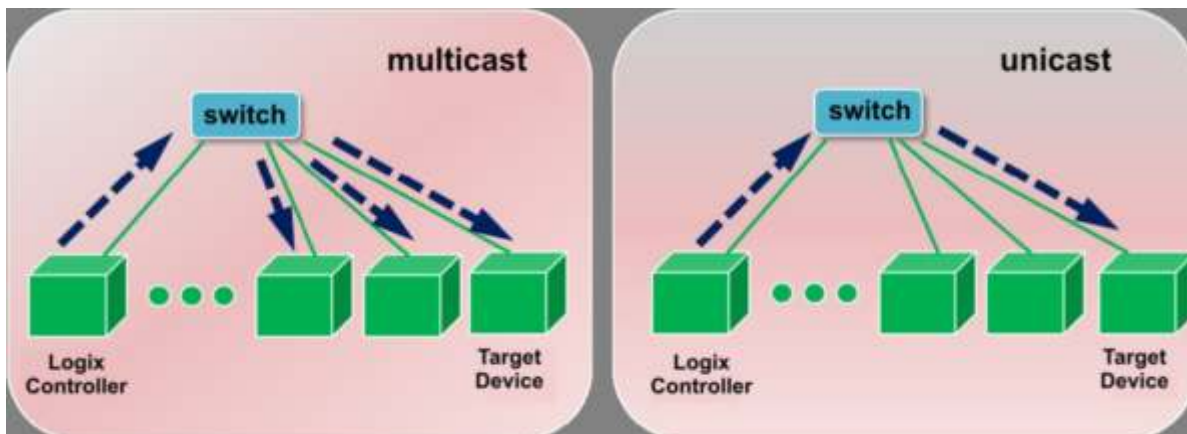 multicast
switch
Logix
Controller
Target
Device
unicast
switch
Logix
Controller
Target
Device